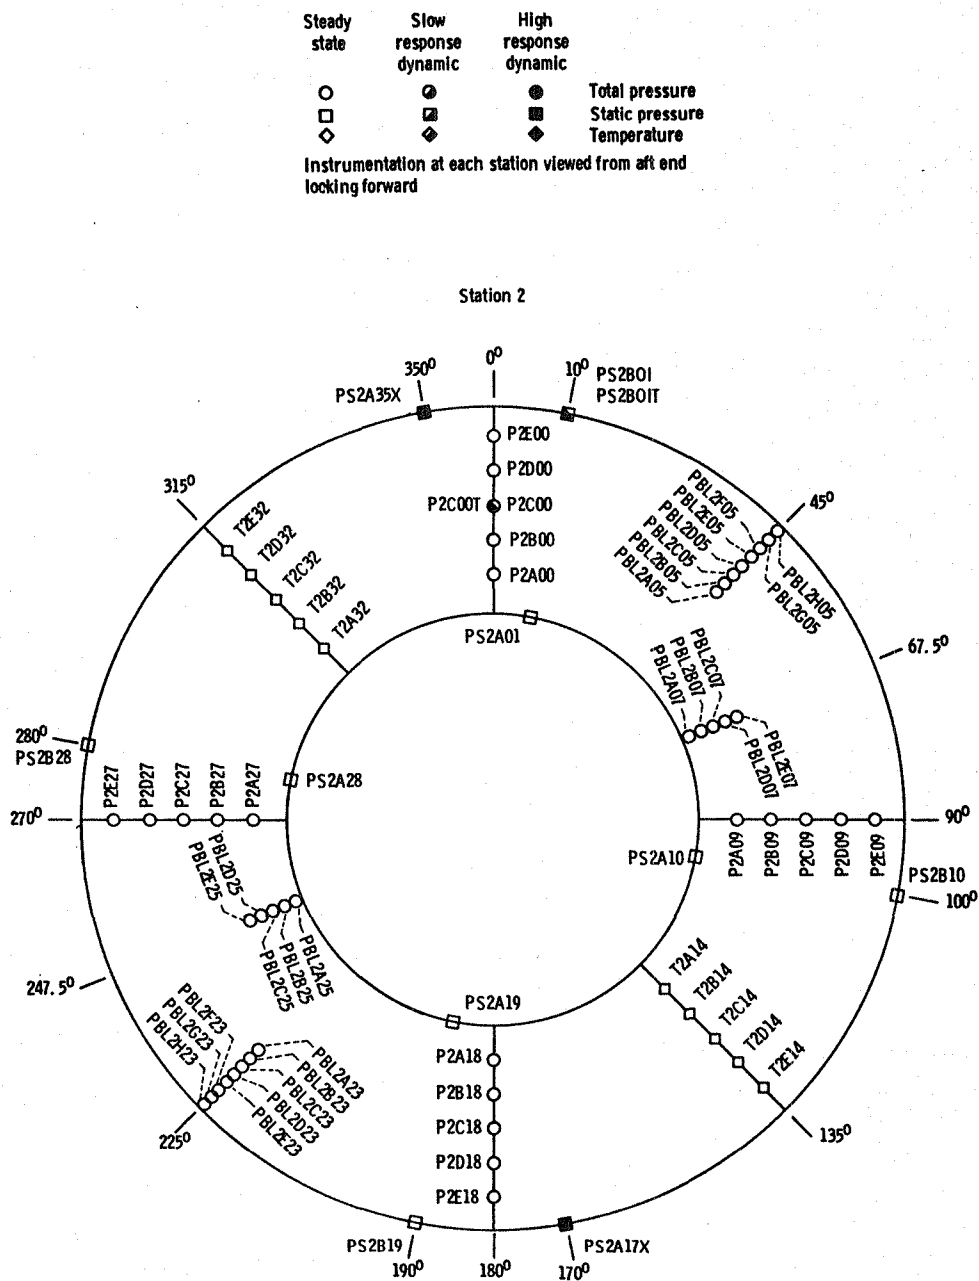 Steady state
Slow response dynamic
High response dynamic
Total pressure
Static pressure
Temperature
Instrumentation at each station viewed from aft end
locking forward
Station 2
0⁰
350⁰
10⁰
PS2A35X
PS2B01
PS2B01T
P2E00
P2D00
P2C00T
P2C00
P2B00
P2A00
PS2A01
315⁰
T2E32
T2D32
T2C32
T2B32
T2A32
45⁰
PBL2F05
PBL2E05
PBL2D05
PBL2C05
PBL2B05
PBL2A05
PBL2H05
PBL2G05
67.5⁰
PBL2C07
PBL2B07
PBL2A07
PBL2E07
PBL2D07
280⁰
PS2B28
PS2A28
270⁰
P2E27
P2D27
P2C27
P2B27
P2A27
90⁰
P2A09
P2B09
P2C09
P2D09
P2E09
PS2A10
PS2B10
100⁰
PBL2D25
PBL2E25
PBL2A25
PBL2B25
PBL2C25
247.5⁰
T2A14
T2B14
T2C14
T2D14
T2E14
135⁰
PS2A19
PBL2F23
PBL2G23
PBL2H23
PBL2A23
PBL2B23
PBL2C23
PBL2D23
PBL2E23
225⁰
P2A18
P2B18
P2C18
P2D18
P2E18
PS2B19
190⁰
180⁰
PS2A17X
170⁰